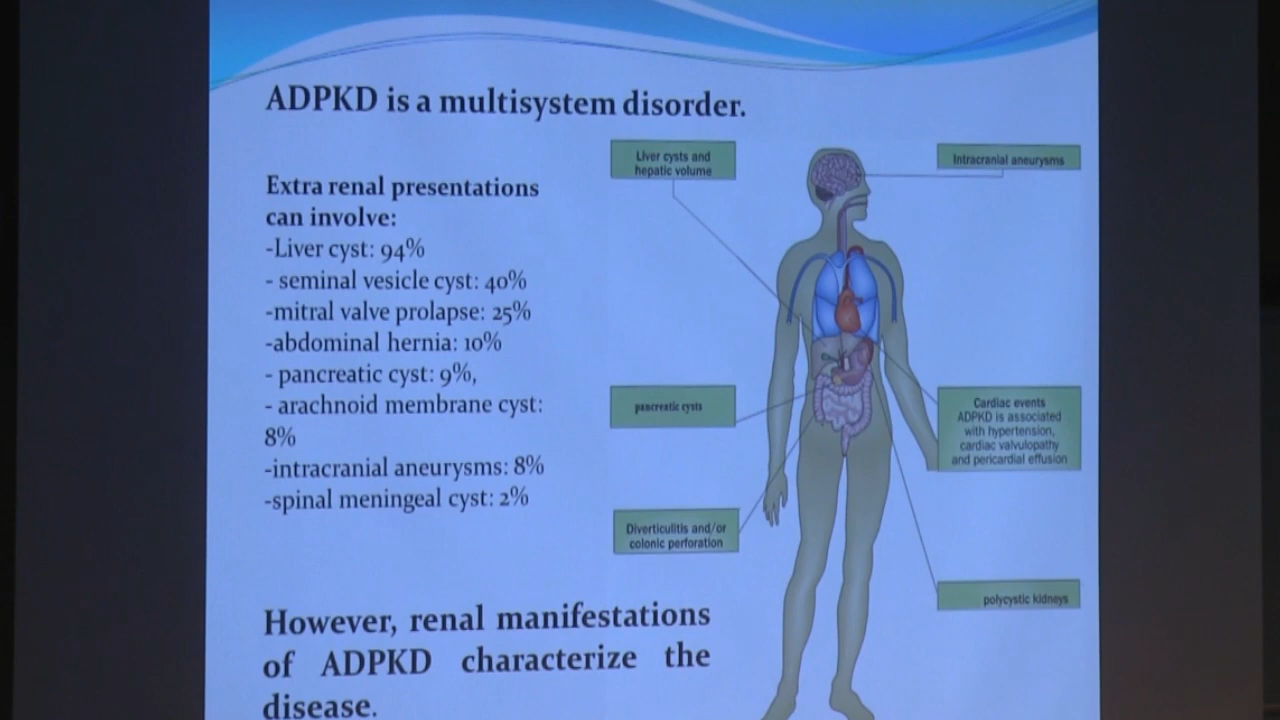 ADPKD is a multisystem disorder.
Extra renal presentations
can involve:
-Liver cyst: 94%
- seminal vesicle cyst: 40%
-mitral valve prolapse: 25%
-abdominal hernia: 10%
- pancreatic cyst: 9%,
- arachnoid membrane cyst:
8%
-intracranial aneurysms: 8%
-spinal meningeal cyst: 2%
However, renal manifestations
of ADPKD characterize the
disease.
Liver cysts and
hepatic volume
Intracranial aneurysms
pancreatic cysts
Cardiac events
ADPKD is associated
with hypertension,
cardiac valvulopathy
and pericardial effusion
Diverticulitis and/or
colonic perforation
polycystic kidneys